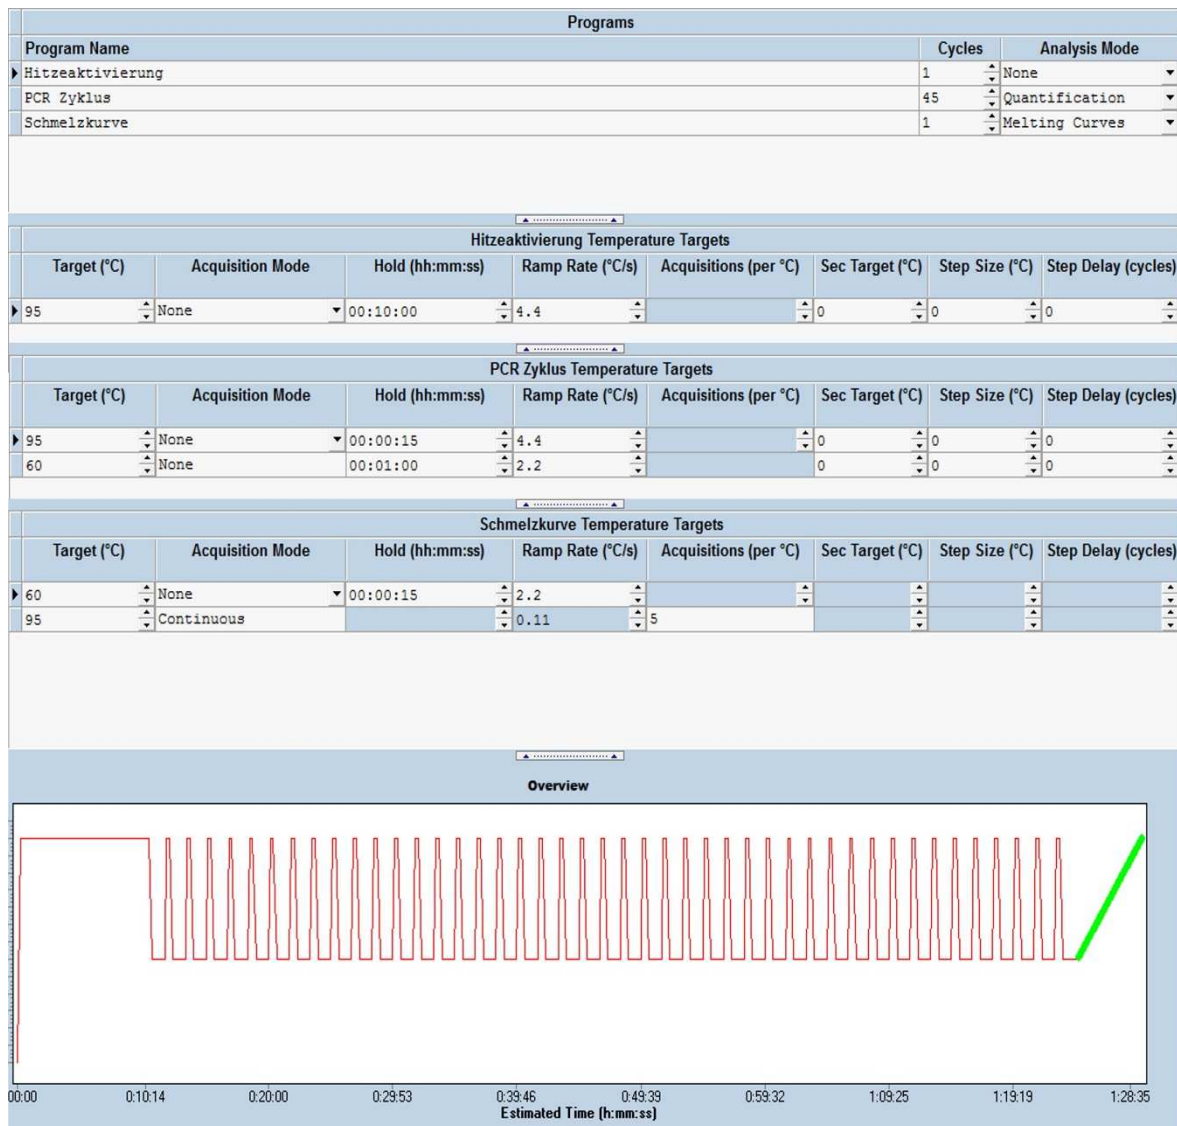 Programs
Program Name Cycles Analysis Mode
Hitzeaktivierung 1 None
PCR Zyklus 45 Quantification
Schmelzkurve 1 Melting Curves
Hitzeaktivierung Temperature Targets
Target (°C) Acquisition Mode Hold (hh:mm:ss) Ramp Rate (°C/s) Acquisitions (per °C) Sec Target (°C) Step Size (°C) Step Delay (cycles)
95 None 00:10:00 4.4 0 0 0
PCR Zyklus Temperature Targets
Target (°C) Acquisition Mode Hold (hh:mm:ss) Ramp Rate (°C/s) Acquisitions (per °C) Sec Target (°C) Step Size (°C) Step Delay (cycles)
95 None 00:00:15 4.4 0 0 0
60 None 00:01:00 2.2 0 0 0
Schmelzkurve Temperature Targets
Target (°C) Acquisition Mode Hold (hh:mm:ss) Ramp Rate (°C/s) Acquisitions (per °C) Sec Target (°C) Step Size (°C) Step Delay (cycles)
60 None 00:00:15 2.2
95 Continuous 0.11 5
Overview
00:00 0:10:14 0:20:00 0:29:53 0:39:46 0:49:39 0:59:32 1:09:25 1:19:19 1:28:35
Estimated Time (h:mm:ss)